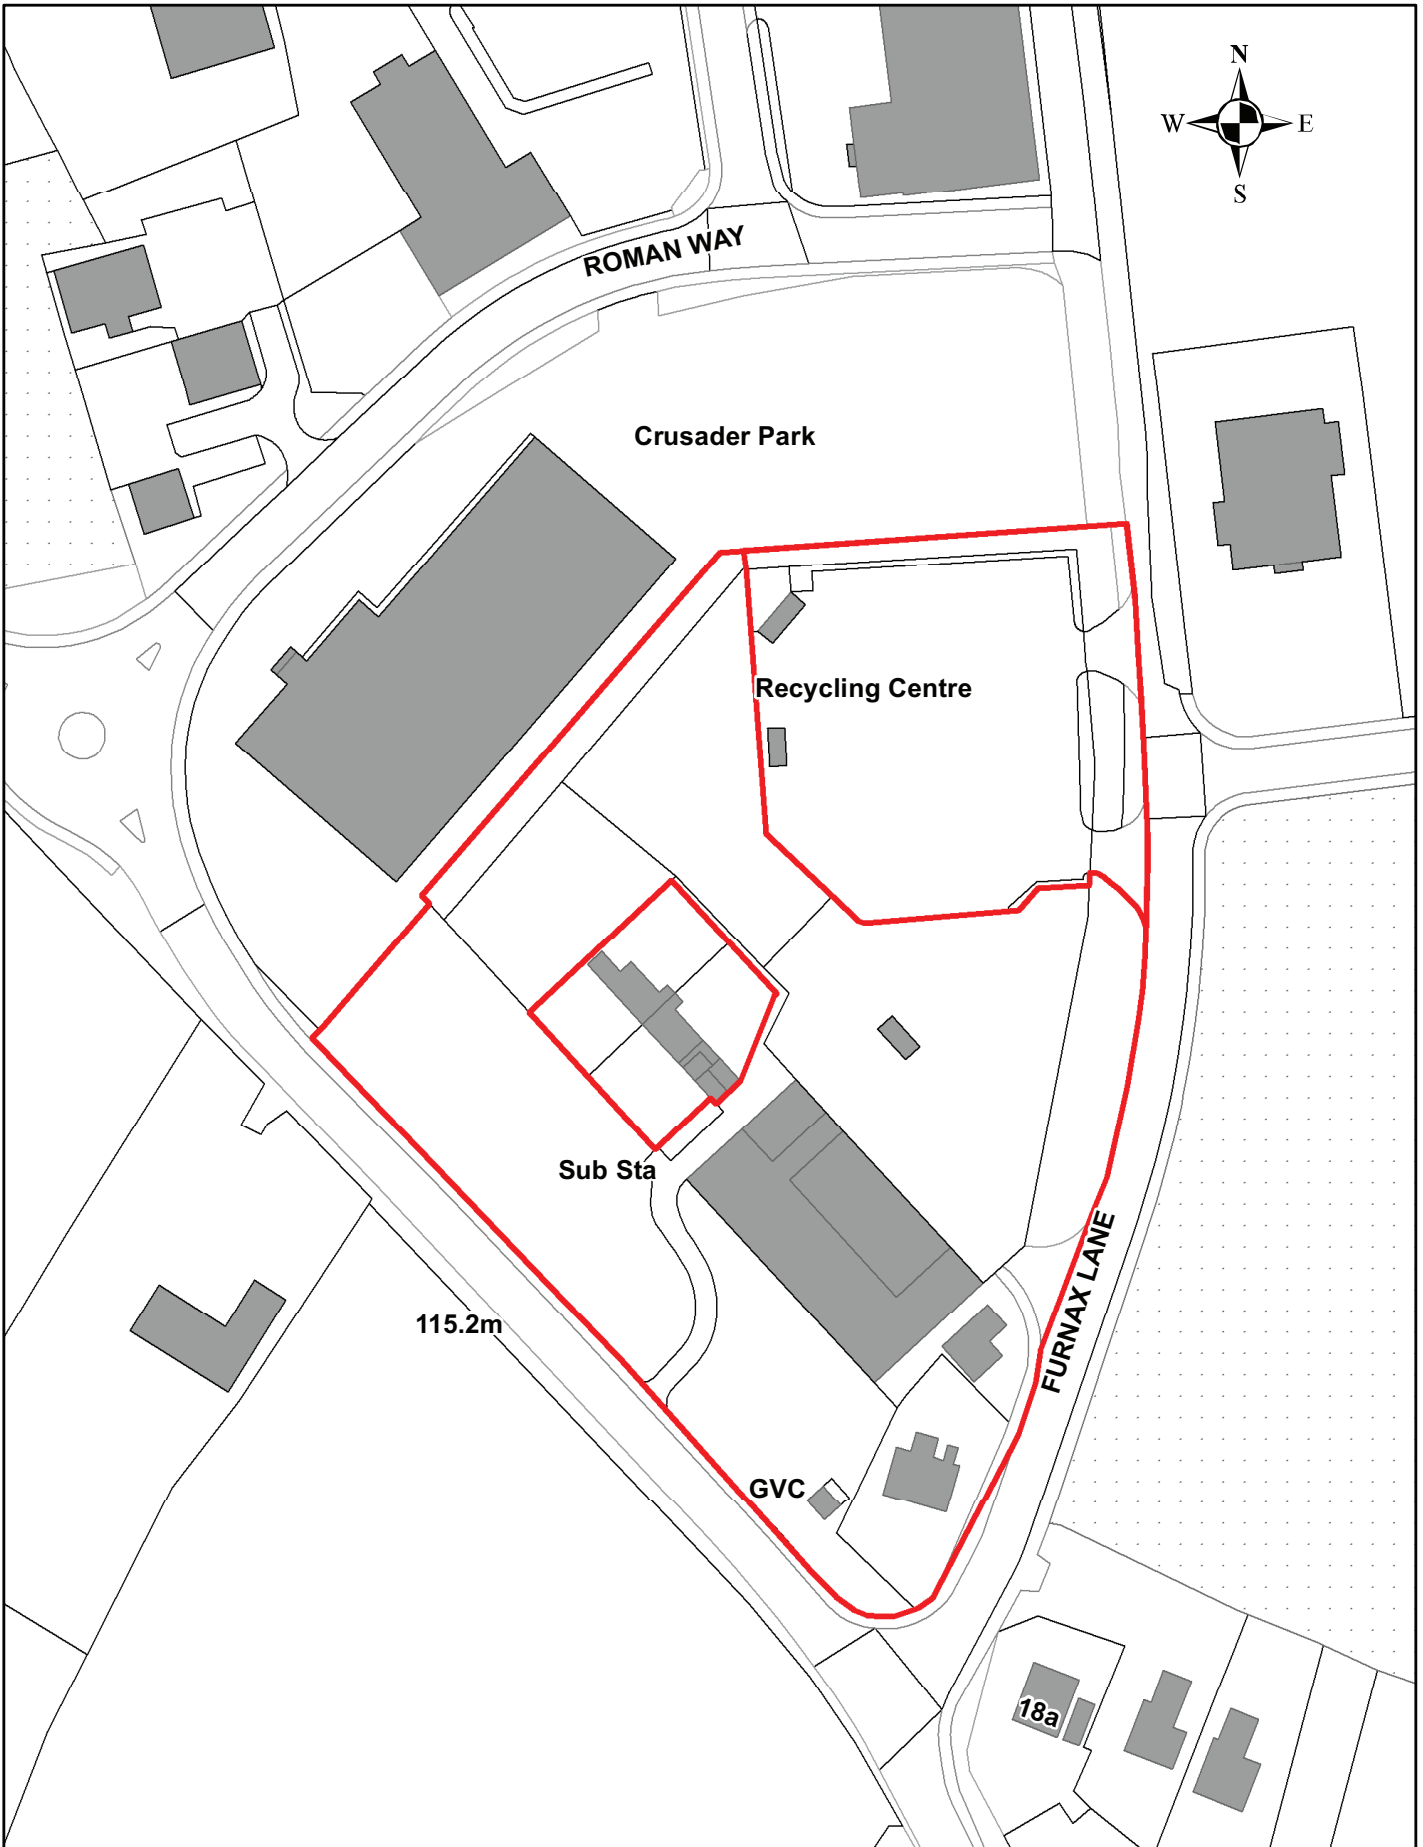 N
W E
S
ROMAN WAY
Crusader Park
Recycling Centre
Sub Sta
FURNAX LANE
115.2m
GVC
18a